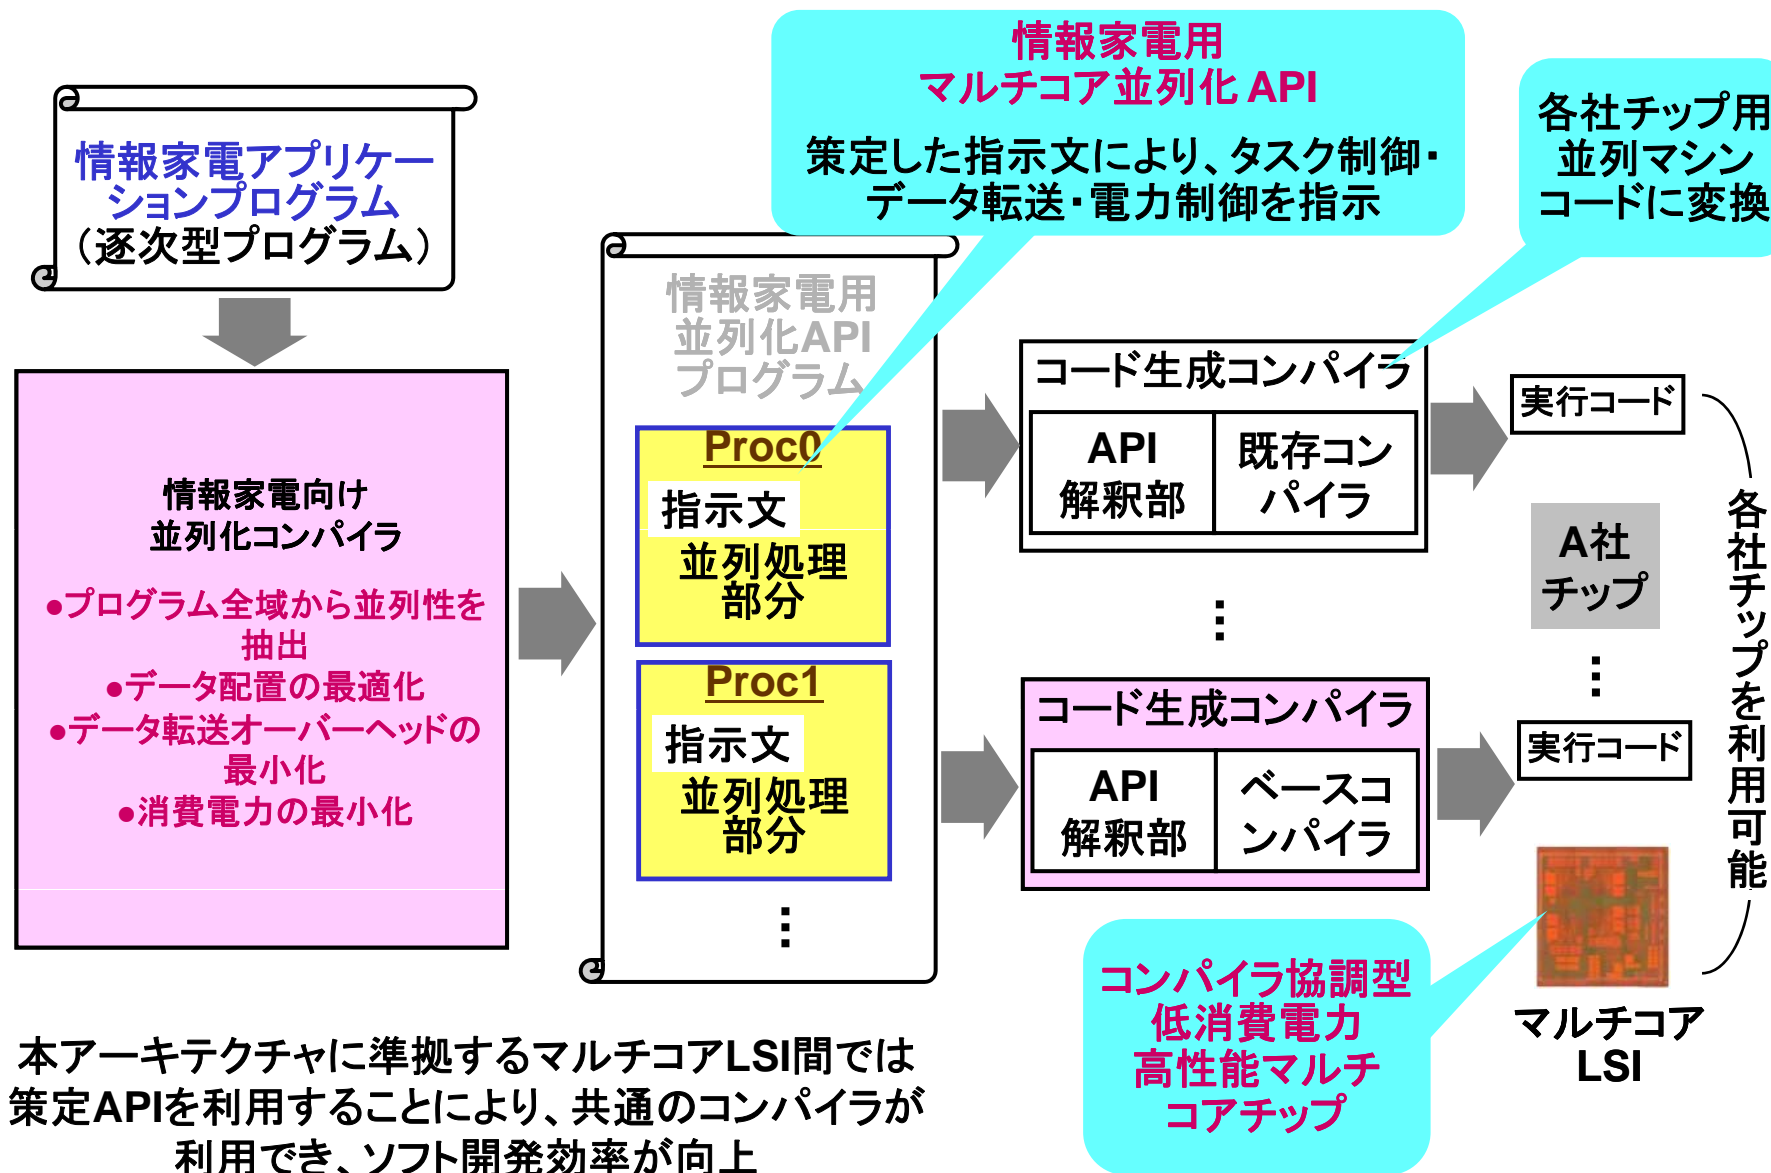 情報家電用
マルチコア並列化 API
策定した指示文により、タスク制御・
データ転送・電力制御を指示
各社チップ用
並列マシン
コードに変換
情報家電アプリケー
ションプログラム
（逐次型プログラム）
情報家電向け
並列化コンパイラ
●プログラム全域から並列性を
抽出
●データ配置の最適化
●データ転送オーバーヘッドの
最小化
●消費電力の最小化
情報家電用
並列化API
プログラム
Proc0
指示文
並列処理
部分
Proc1
指示文
並列処理
部分
⋮
コード生成コンパイラ
API
解釈部
既存コン
パイラ
⋮
コード生成コンパイラ
API
解釈部
ベースコ
ンパイラ
実行コード
A社
チップ
⋮
実行コード
マルチコア
LSI
各社チップを利用可能
コンパイラ協調型
低消費電力
高性能マルチ
コアチップ
本アーキテクチャに準拠するマルチコアLSI間では
策定APIを利用することにより、共通のコンパイラが
利用でき、ソフト開発効率が向上